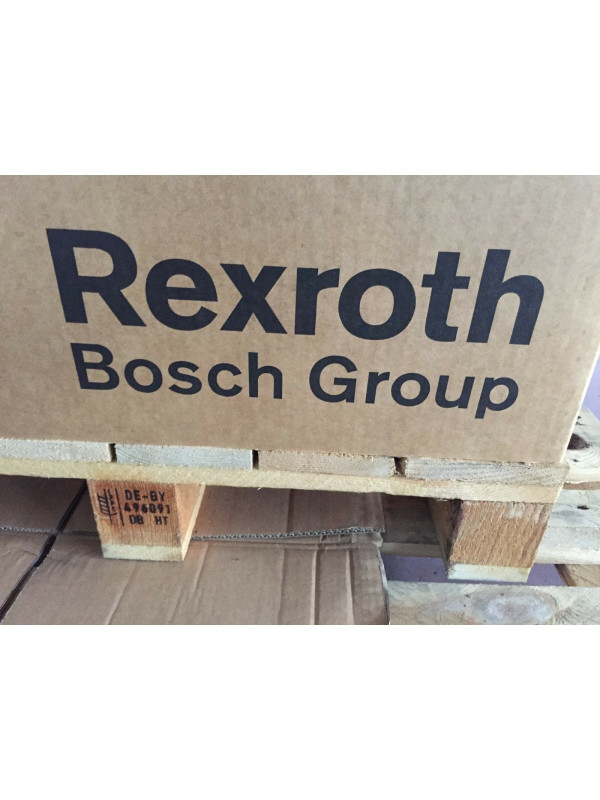 Rexroth
Bosch Group
DE-BY
496091
DB HT